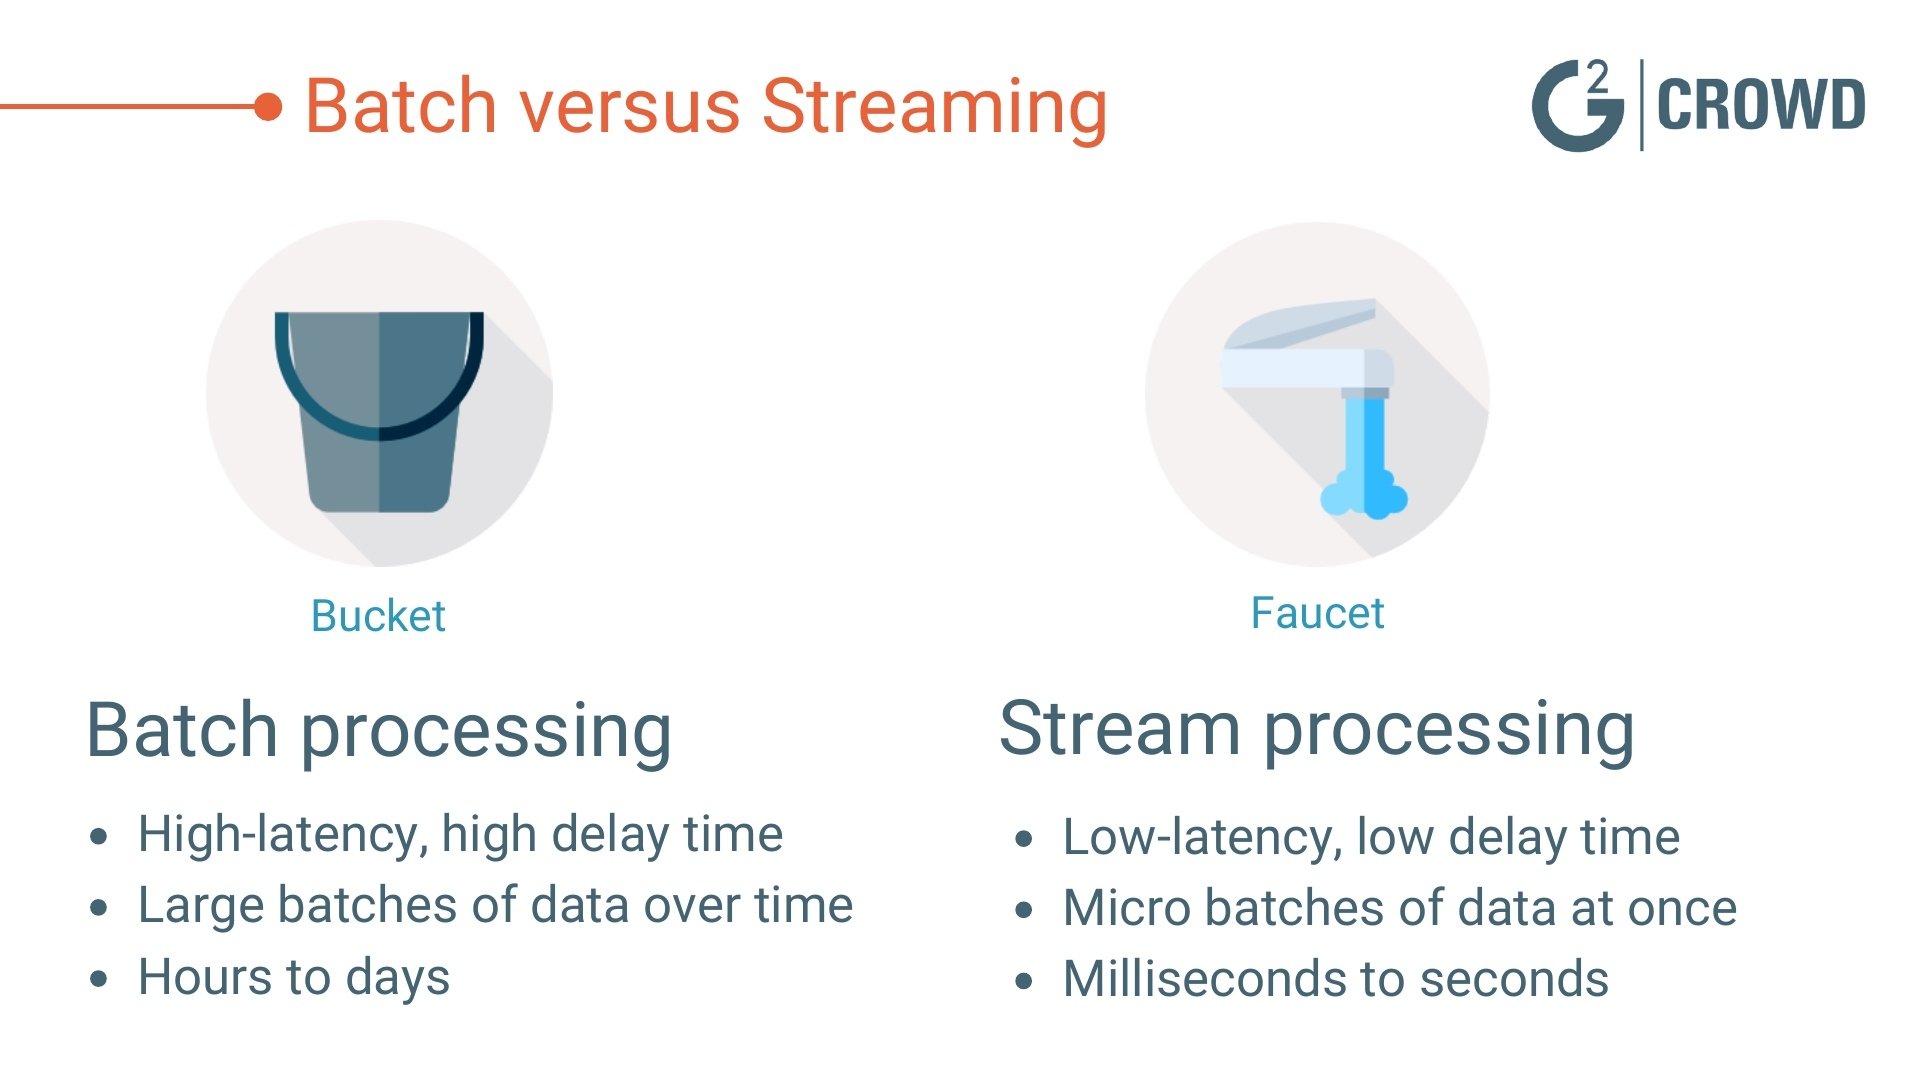 Batch versus Streaming
G2 | CROWD
Bucket
Faucet
Batch processing
• High-latency, high delay time
• Large batches of data over time
• Hours to days
Stream processing
• Low-latency, low delay time
• Micro batches of data at once
• Milliseconds to seconds